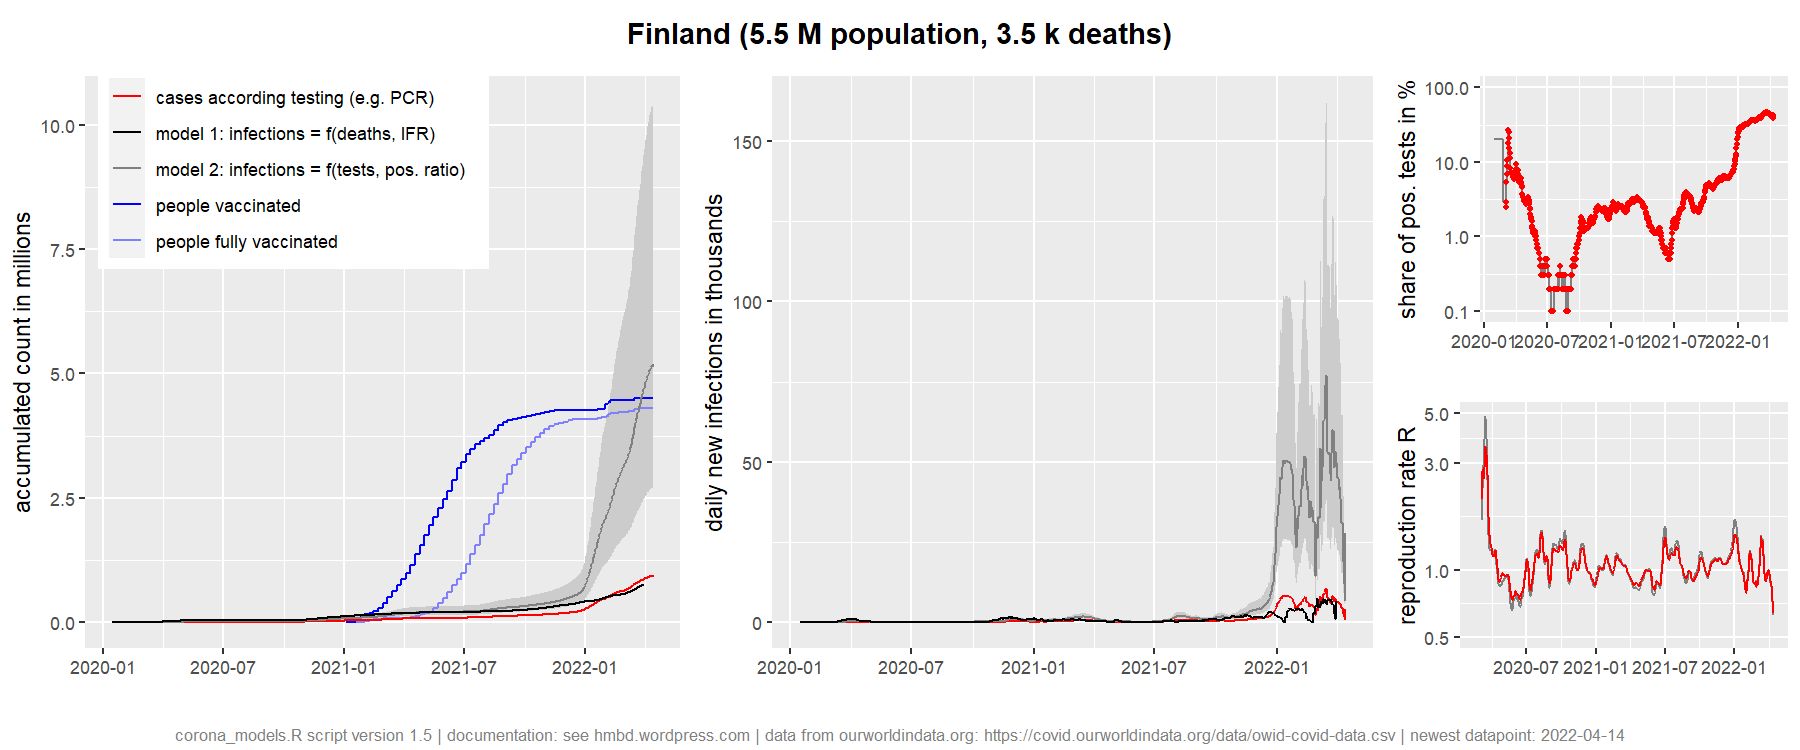 Finland (5.5 M population, 3.5 k deaths)
accumulated count in millions
10.0
7.5
5.0
2.5
0.0
cases according testing (e.g. PCR)
model 1: infections = f(deaths, IFR)
model 2: infections = f(tests, pos. ratio)
people vaccinated
people fully vaccinated
2020-01 2020-07 2021-01 2021-07 2022-01
daily new infections in thousands
150
100
50
0
2020-01 2020-07 2021-01 2021-07 2022-01
share of pos. tests in %
100.0
10.0
1.0
0.1
2020-01 2020-07 2021-01 2021-07 2022-01
reproduction rate R
5.0
3.0
1.0
0.5
2020-07 2021-01 2021-07 2022-01
corona_models.R script version 1.5 | documentation: see hmbd.wordpress.com | data from ourworldindata.org: https://covid.ourworldindata.org/data/owid-covid-data.csv | newest datapoint: 2022-04-14